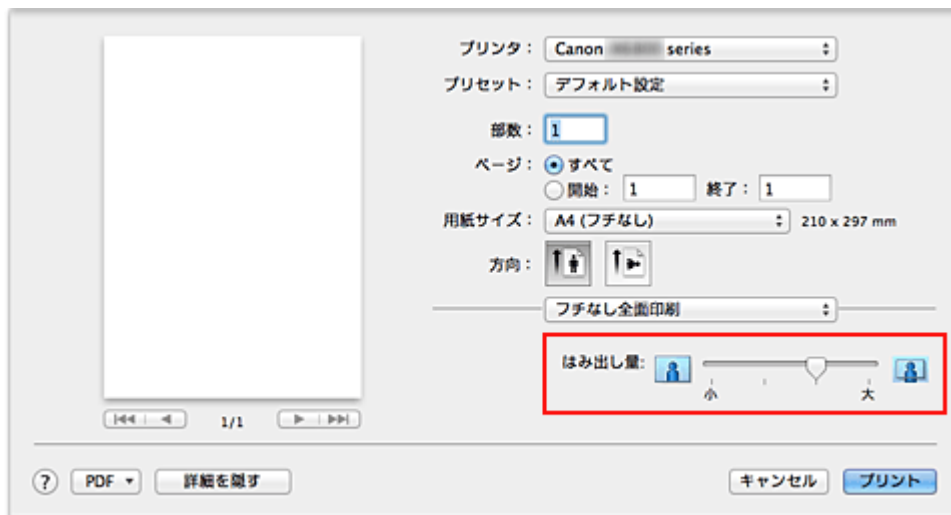 プリンタ： Canon series
プリセット： デフォルト設定
部数： 1
ページ： すべて
開始： 1 終了： 1
用紙サイズ： A4 (フチなし) 210 x 297 mm
方向：
フチなし全面印刷
はみ出し量:
小 大
1/1
? PDF 詳細を隠す キャンセル プリント